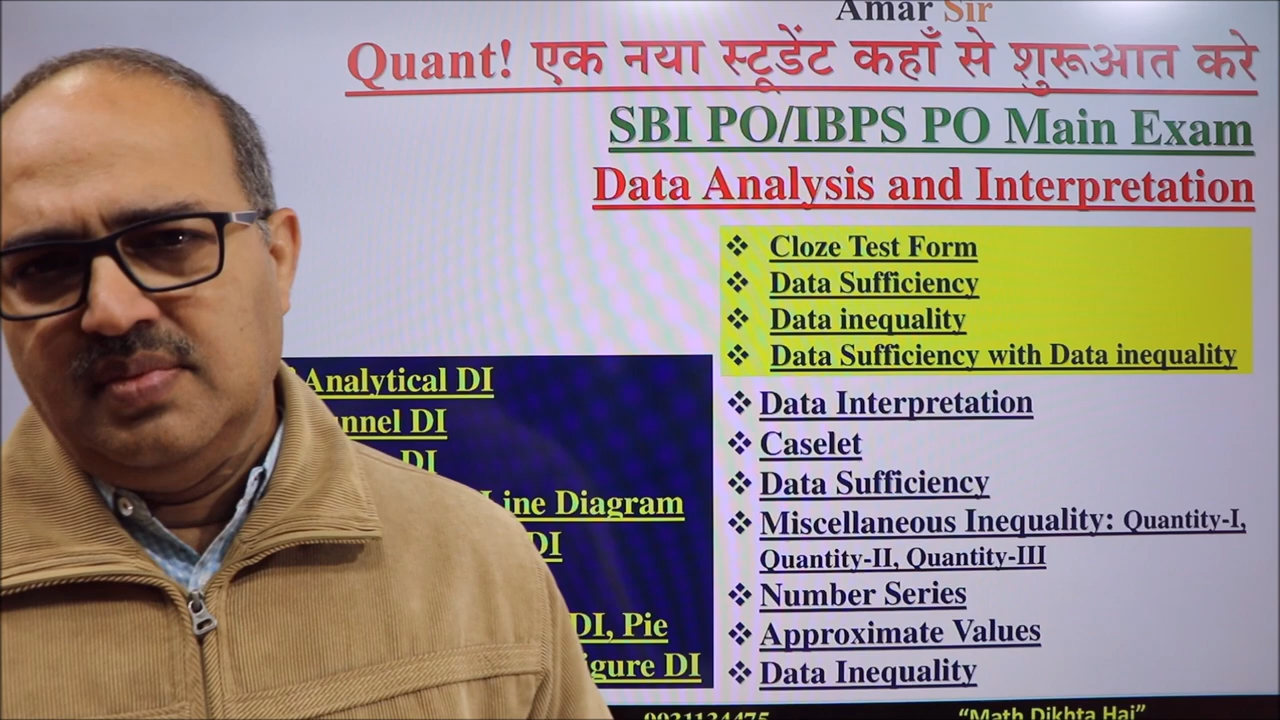 Amar Sir
Quant! एक नया स्टूडेंट कहाँ से शुरूआत करे
SBI PO/IBPS PO Main Exam
Data Analysis and Interpretation
❖ Cloze Test Form
❖ Data Sufficiency
❖ Data inequality
❖ Data Sufficiency with Data inequality
Analytical DI
DI
DI
Line Diagram
DI
DI, Pie
DI
❖ Data Interpretation
❖ Caselet
❖ Data Sufficiency
❖ Miscellaneous Inequality: Quantity-I,
Quantity-II, Quantity-III
❖ Number Series
❖ Approximate Values
❖ Data Inequality
“Math Dikhta Hai”